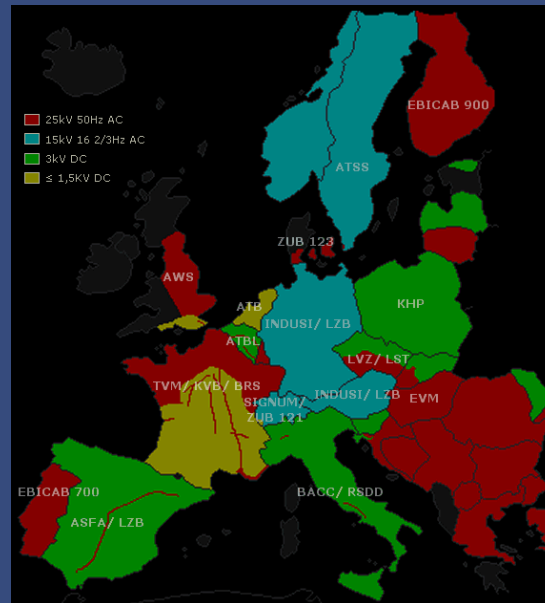 25kV 50Hz AC
15kV 16 2/3Hz AC
3kV DC
≤ 1,5KV DC
EBICAB 900
ATSS
ZUB 123
AWS
ATB
INDUSI/ LZB
KHP
ATBL
LVZ/ LST
TVM/ KVB/ BRS
INDUSI/ LZB
EVM
SIGNUM/
ZUB 121
EBICAB 700
BACC/ RSDD
ASFA/ LZB